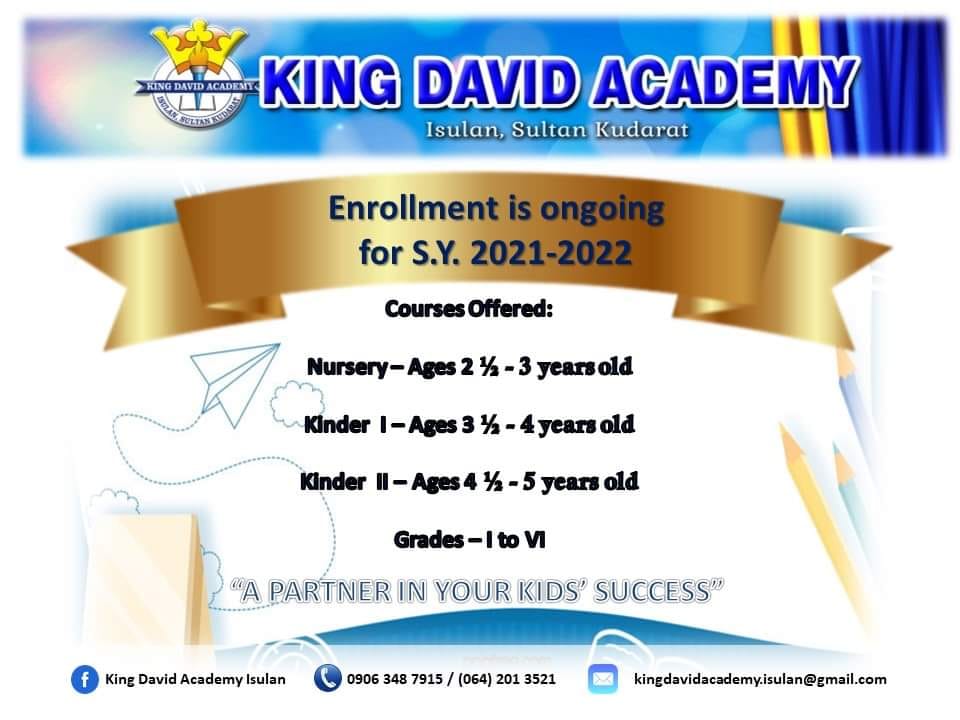 KING DAVID ACADEMY
ISULAN, SULTAN KUDARAT
KING DAVID ACADEMY
Isulan, Sultan Kudarat
Enrollment is ongoing
for S.Y. 2021-2022
Courses Offered:
Nursery – Ages 2 ½ - 3 years old
Kinder I – Ages 3 ½ - 4 years old
Kinder II – Ages 4 ½ - 5 years old
Grades – I to VI
“A PARTNER IN YOUR KIDS’ SUCCESS”
King David Academy Isulan
0906 348 7915 / (064) 201 3521
kingdavidacademy.isulan@gmail.com